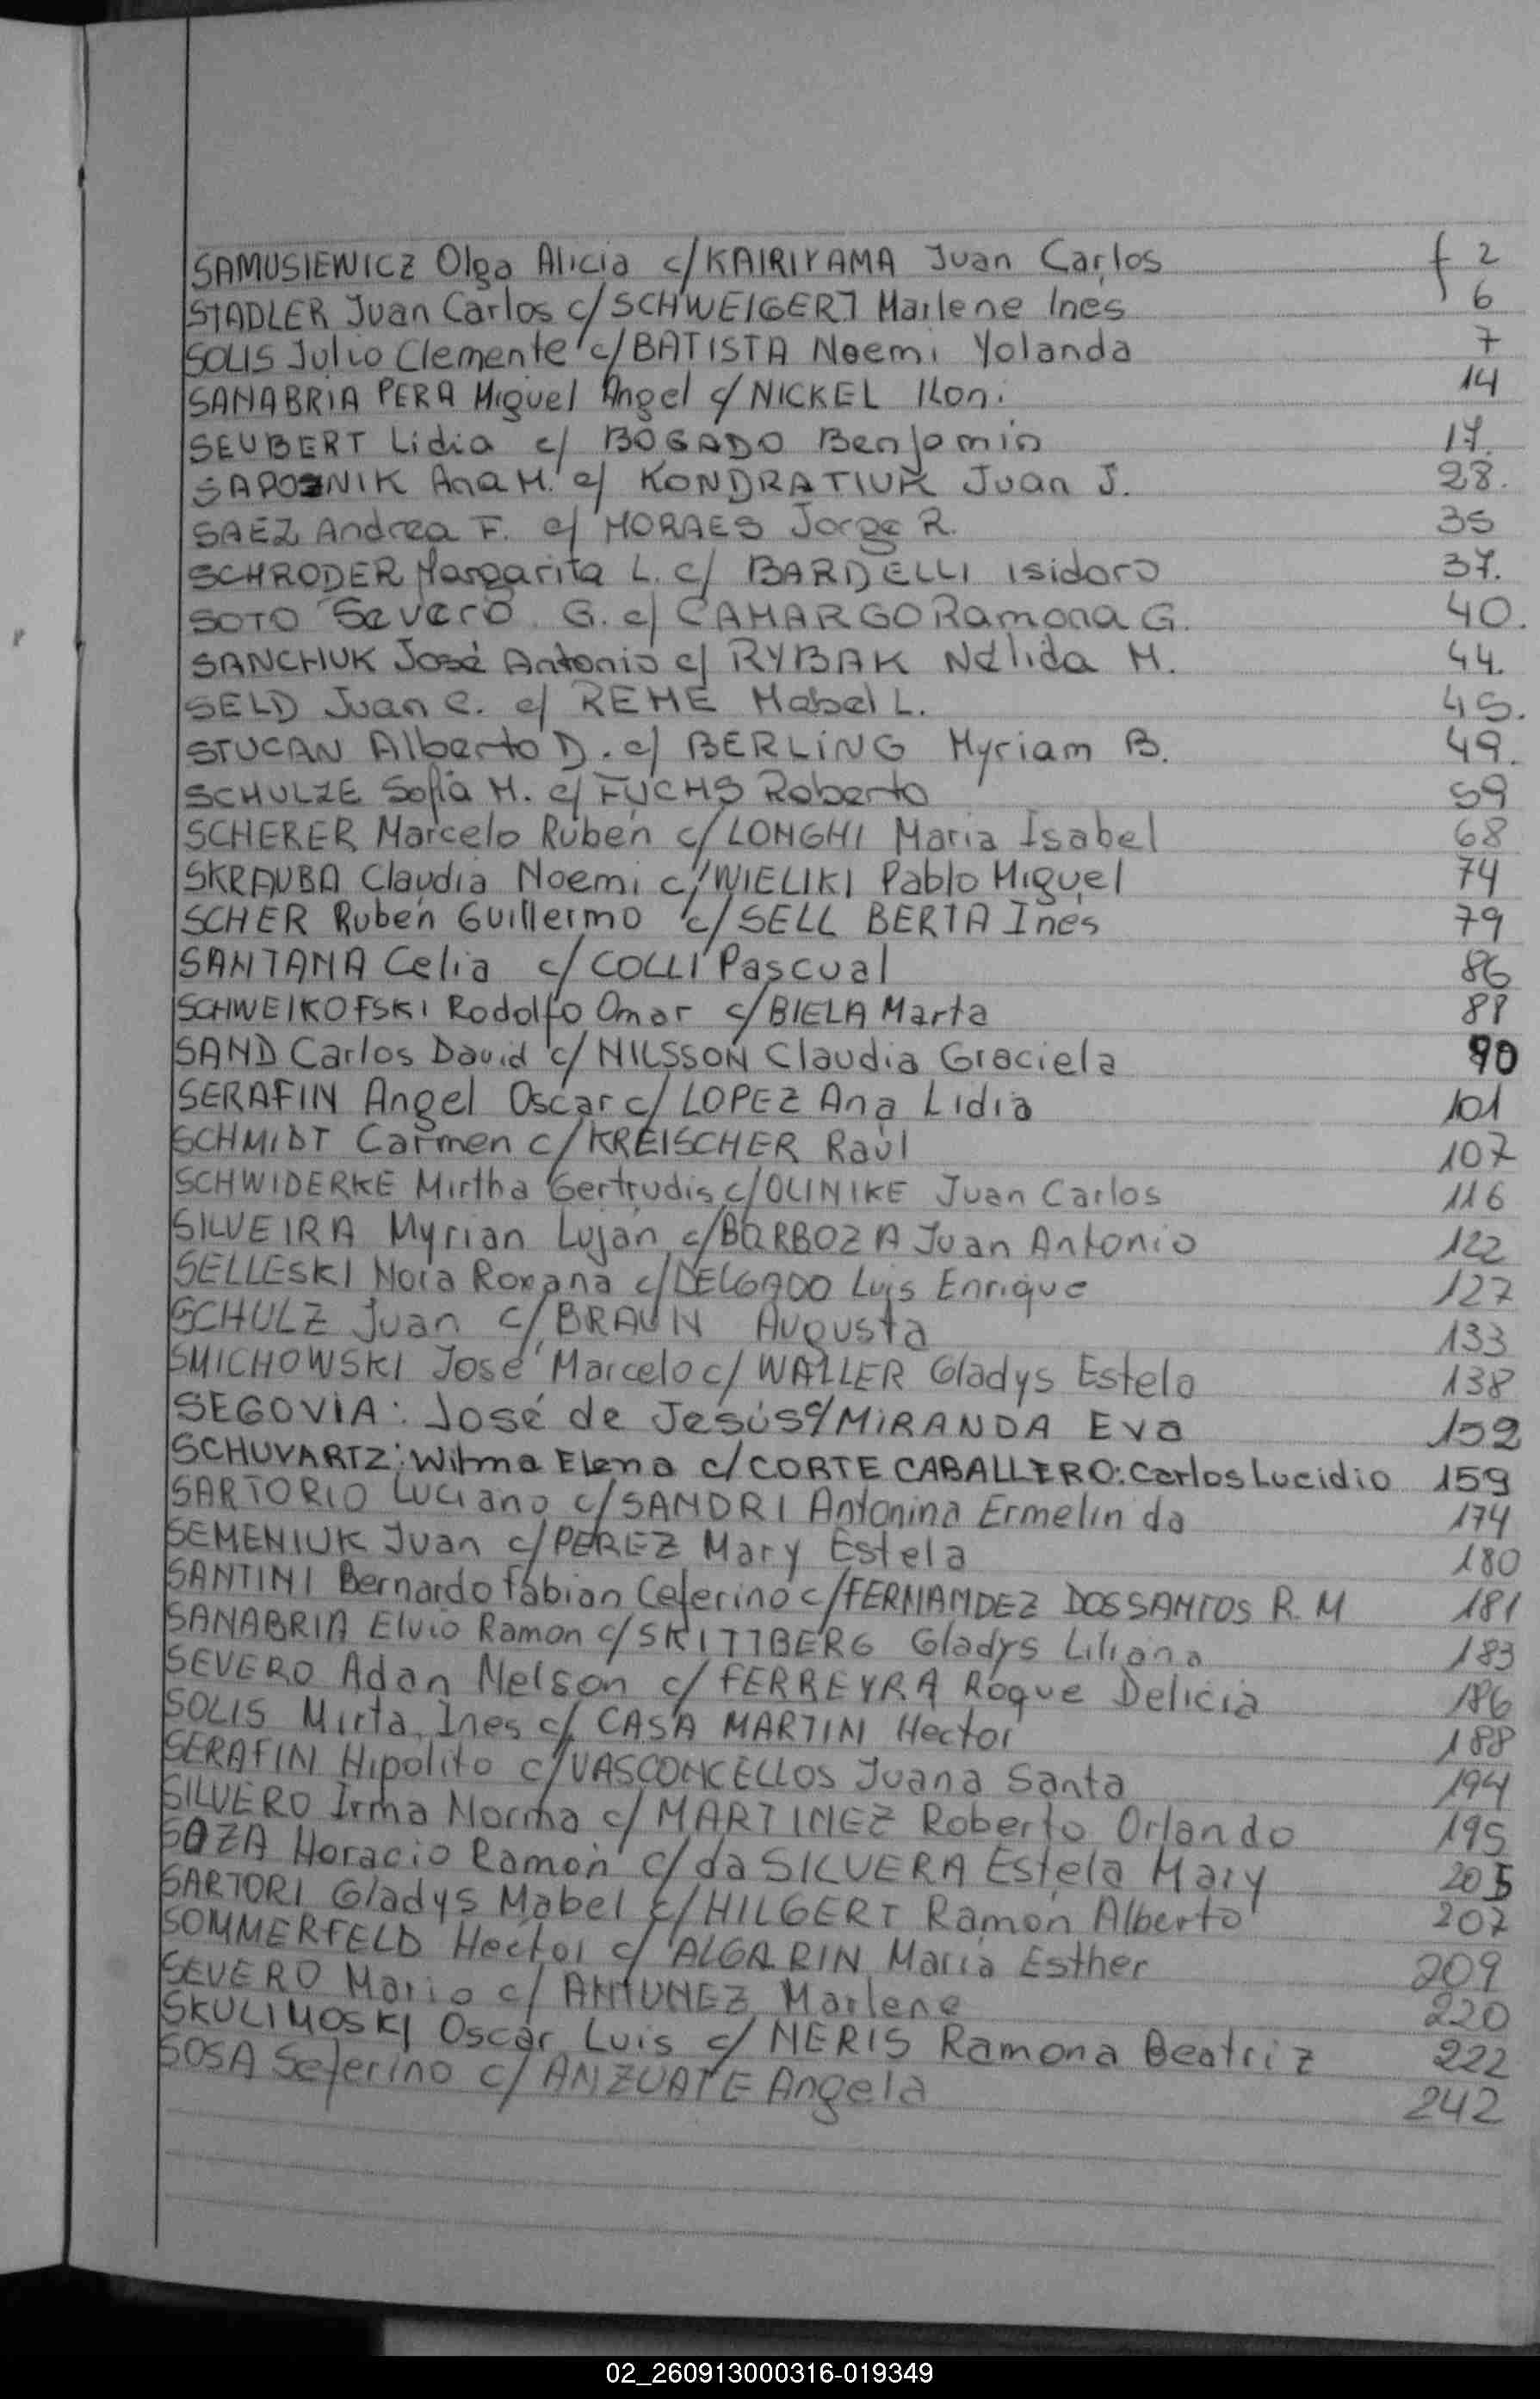 SAMUSIEWICZ Olga Alicia c/KAIRIYAMA Juan Carlos f 2
STADLER Juan Carlos c/SCHWEIGERT Marlene Ines 6
SOLIS Julio Clemente c/BATISTA Noemi Yolanda 7
SANABRIA PERA Miguel Angel c/NICKEL Iloni 14
SEUBERT Lidia c/ BOGADO Benjamin 17.
SAPOZNIK Ana M. c/ KONDRATIUK Juan J. 28.
SAEZ Andrea F. c/ MORAES Jorge R. 35
SCHRODER Margarita L. c/ BARDELLI Isidoro 37.
SOTO Severo G. c/ CAMARGO Ramona G. 40.
SANCHUK José Antonio c/ RYBAK Nélida M. 44.
SELD Juan C. c/ REME Mabel L. 45.
STUCAN Alberto D. c/ BERLING Myriam B. 49.
SCHULZE Sofía M. c/ FUCHS Roberto 59
SCHERER Marcelo Ruben c/LONGHI Maria Isabel 68
SKRAUBA Claudia Noemi c/WIELIKI Pablo Miguel 74
SCHER Rubén Guillermo c/SELL BERTA Inés 79
SANTANA Celia c/COLLI Pascual 86
SCHWEIKOFSKI Rodolfo Omar c/BIELA Marta 88
SAND Carlos David c/NILSSON Claudia Graciela 90
SERAFIN Angel Oscar c/ LOPEZ Ana Lidia 101
SCHMIDT Carmen c/KREISCHER Raúl 107
SCHWIDERKE Mirtha Gertrudis c/OLINIKE Juan Carlos 116
SILVEIRA Myrian Luján c/BARBOZA Juan Antonio 122
SELLESKI Nora Roxana c/DELGADO Luis Enrique 127
SCHULZ Juan c/BRAUN Augusta 133
SMICHOWSKI José Marcelo c/ WALLER Gladys Estela 138
SEGOVIA: José de Jesús c/MIRANDA Eva 152
SCHUVARTZ: Wilma Elena c/CORTE CABALLERO: Carlos Lucidio 159
SARTORIO Luciano c/SANDRI Antonina Ermelinda 174
SEMENIUK Juan c/PEREZ Mary Estela 180
SANTINI Bernardo fabian Ceferino c/FERNANDEZ DOS SANTOS R. M 181
SANABRIA Elvio Ramon c/SKITTBERG Gladys Liliana 183
SEVERO Adan Nelson c/ FERREYRA Roque Delicia 186
SOLIS Mirta Ines c/ CASA MARTIN Hector 188
SERAFIN Hipolito c/VASCONCELLOS Juana Santa 194
SILVERO Irma Norma c/ MARTINEZ Roberto Orlando 195
SOZA Horacio Ramon c/da SILVERA Estela Mary 205
SARTORI Gladys Mabel c/HILGERT Ramon Alberto 207
SOMMERFELD Hector c/ ALGARIN Maria Esther 209
SEVERO Mario c/ ANTUNEZ Marlene 220
SKULIMOSKI Oscar Luis c/ NERIS Ramona Beatriz 222
SOSA Seferino c/ ANZUATE Angela 242
02_260913000316-019349